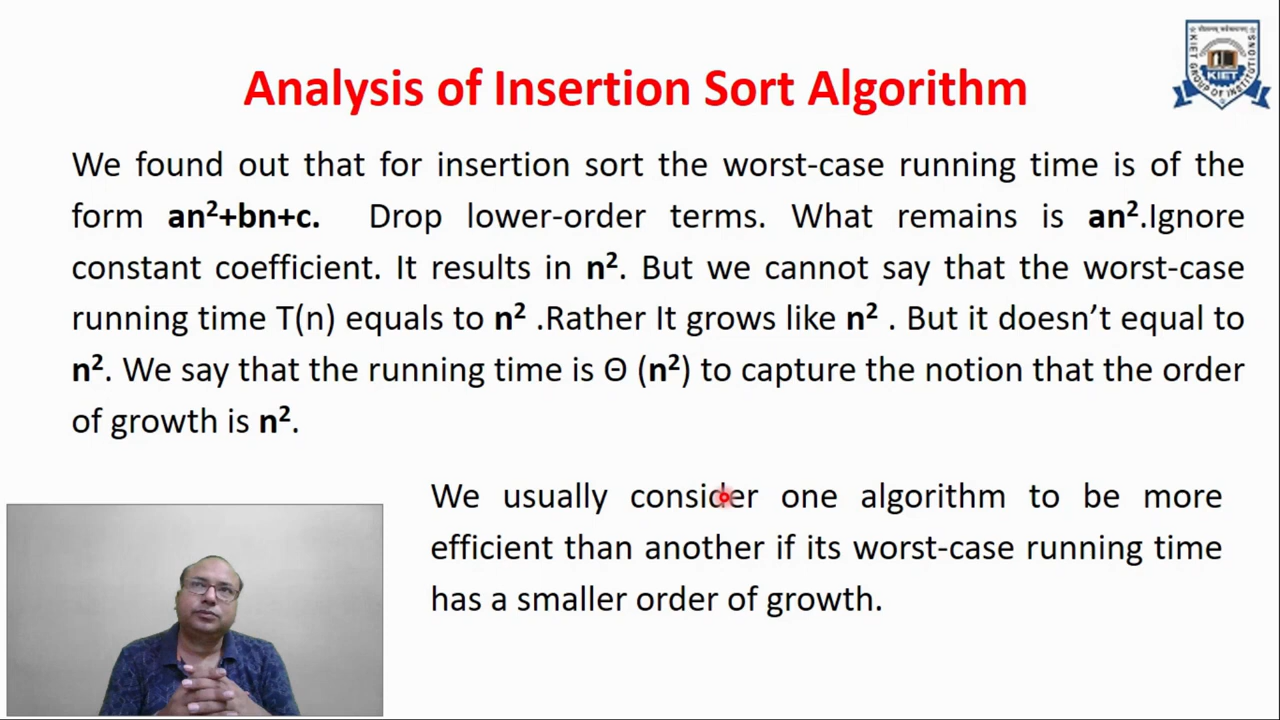 Analysis of Insertion Sort Algorithm
KIET GROUP OF INSTITUTIONS
KIET
We found out that for insertion sort the worst-case running time is of the
form an²+bn+c. Drop lower-order terms. What remains is an².Ignore
constant coefficient. It results in n². But we cannot say that the worst-case
running time T(n) equals to n² .Rather It grows like n² . But it doesn’t equal to
n². We say that the running time is Θ (n²) to capture the notion that the order
of growth is n².
We usually consider one algorithm to be more
efficient than another if its worst-case running time
has a smaller order of growth.